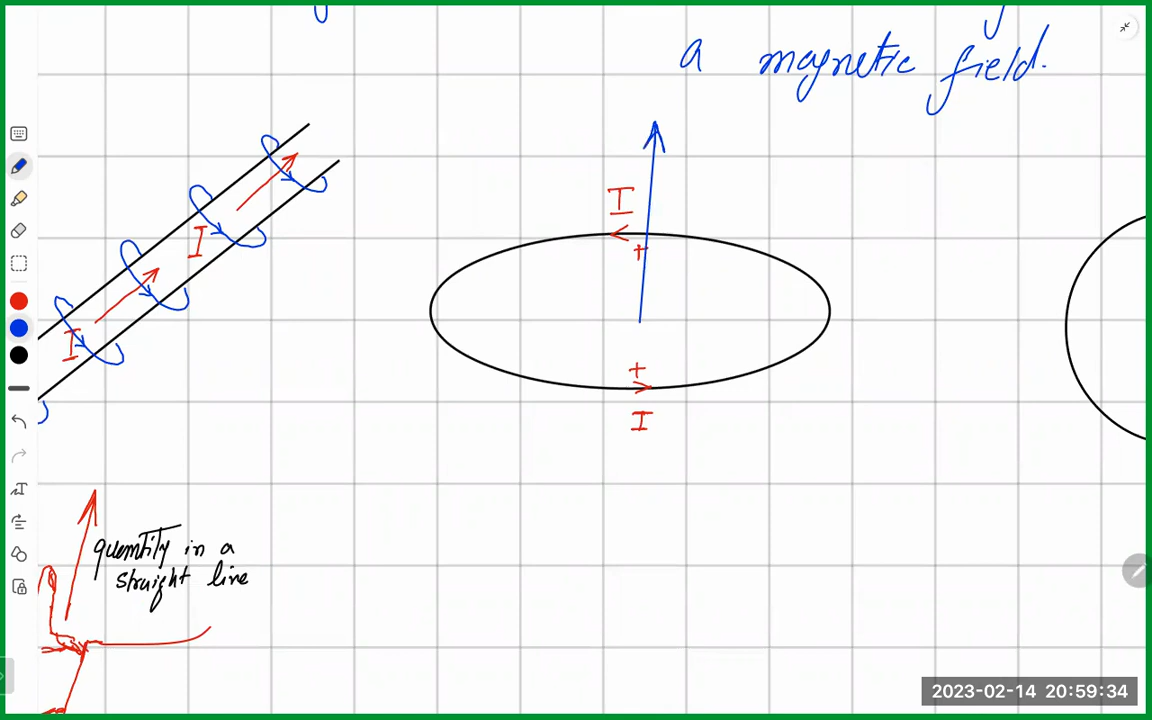 a magnetic field.
I
I
+
I
+
I
quantity in a
straight line
2023-02-14 20:59:34